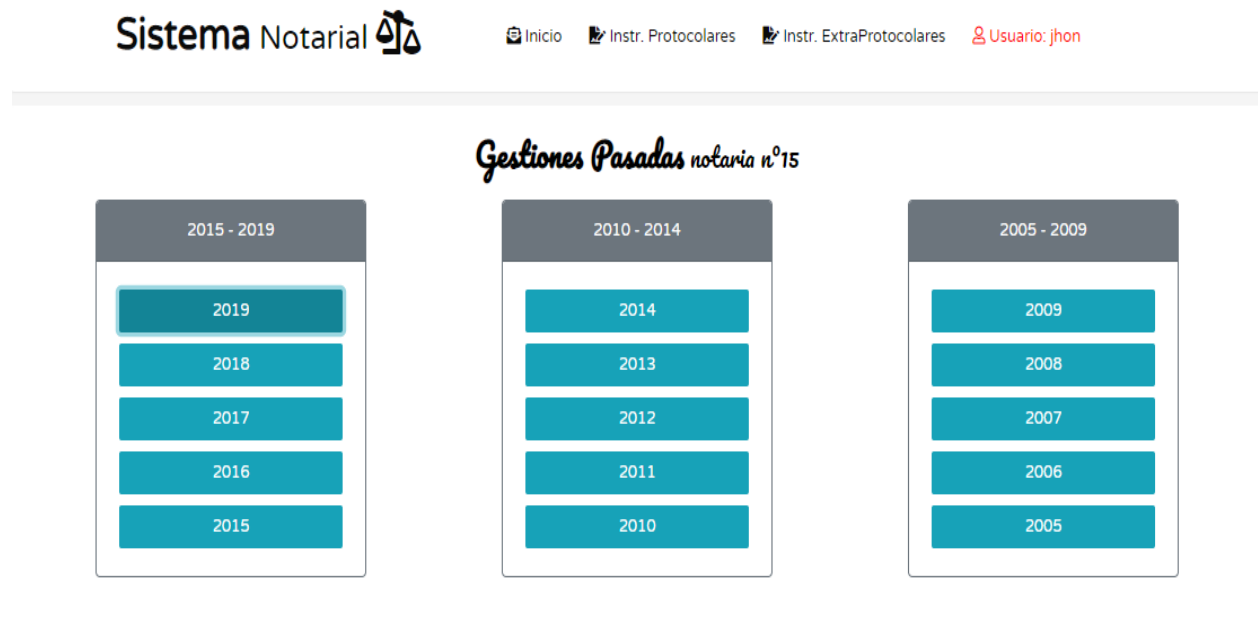 Sistema Notarial
Inicio
Instr. Protocolares
Instr. ExtraProtocolares
Usuario: jhon
Gestiones Pasadas notaria nº15
2015 - 2019
2019
2018
2017
2016
2015
2010 - 2014
2014
2013
2012
2011
2010
2005 - 2009
2009
2008
2007
2006
2005